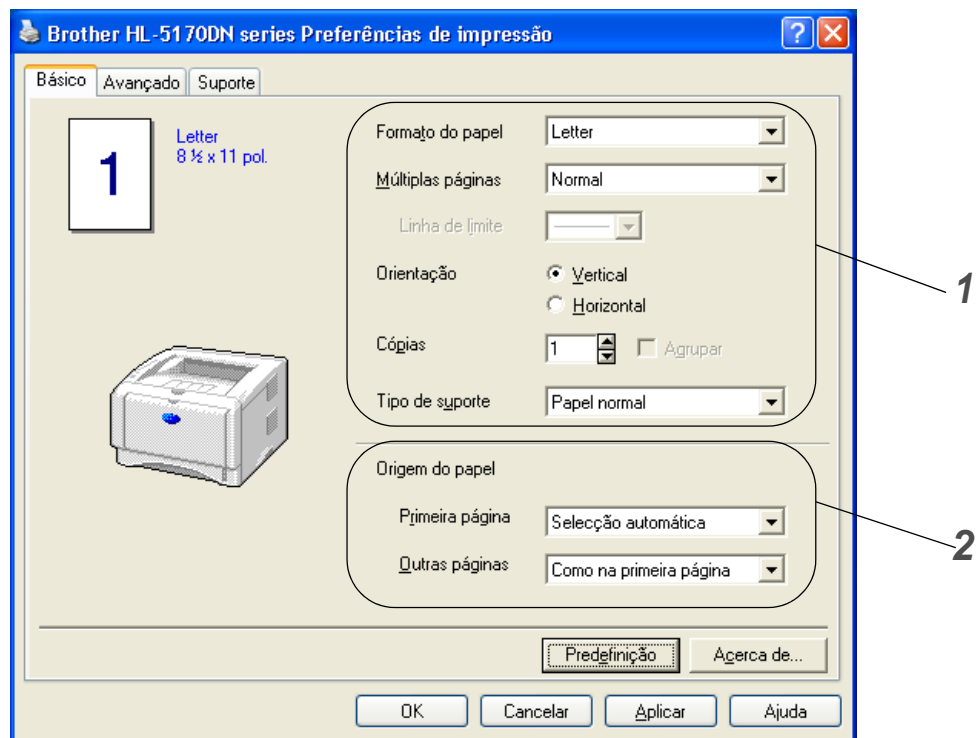 Brother HL-5170DN series Preferências de impressão
Básico Avançado Suporte
1
Letter
8 ½ x 11 pol.
Formato do papel Letter
Múltiplas páginas Normal
Linha de limite
Orientação Vertical
Horizontal
Cópias 1 Agrupar
Tipo de suporte Papel normal
1
Origem do papel
Primeira página Selecção automática
Outras páginas Como na primeira página
2
Predefinição Acerca de...
OK Cancelar Aplicar Ajuda